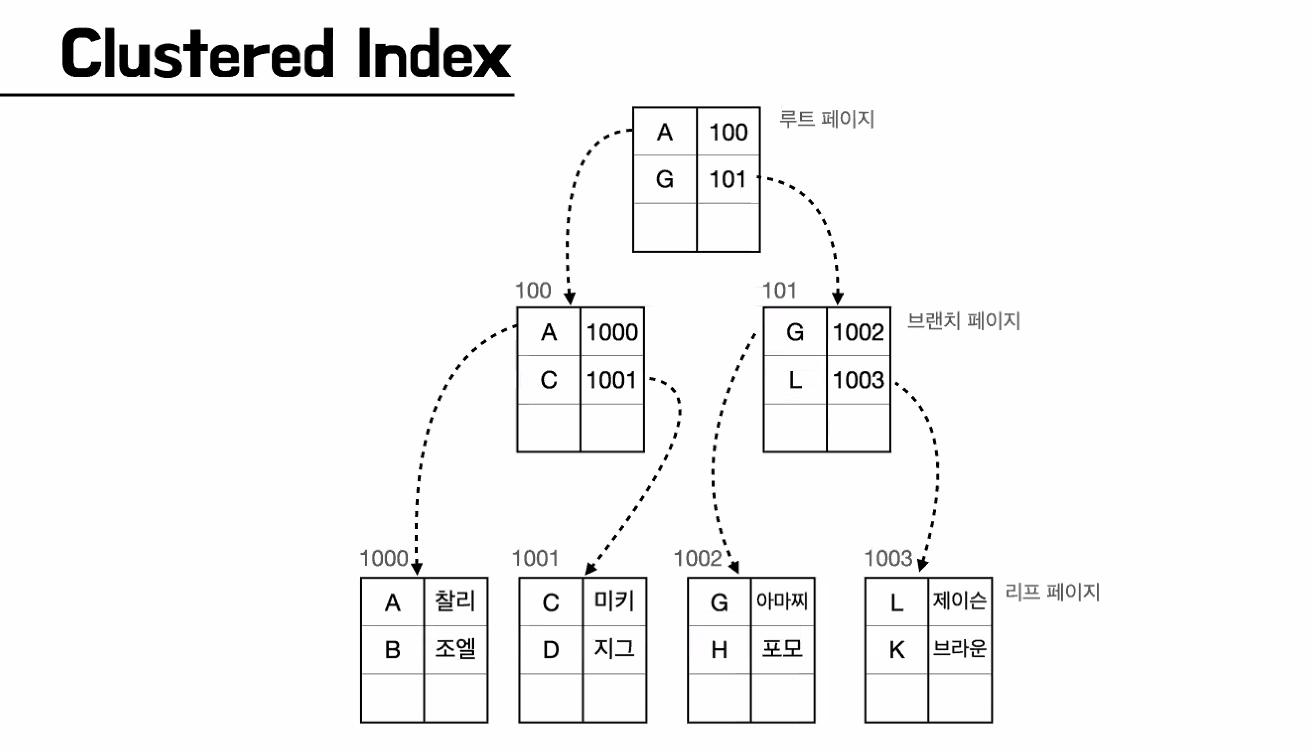 Clustered Index
A 100
G 101
루트 페이지
100
A 1000
C 1001
101
G 1002
L 1003
브랜치 페이지
1000
A 찰리
B 조엘
1001
C 미키
D 지그
1002
G 아마찌
H 포모
1003
L 제이슨
K 브라운
리프 페이지